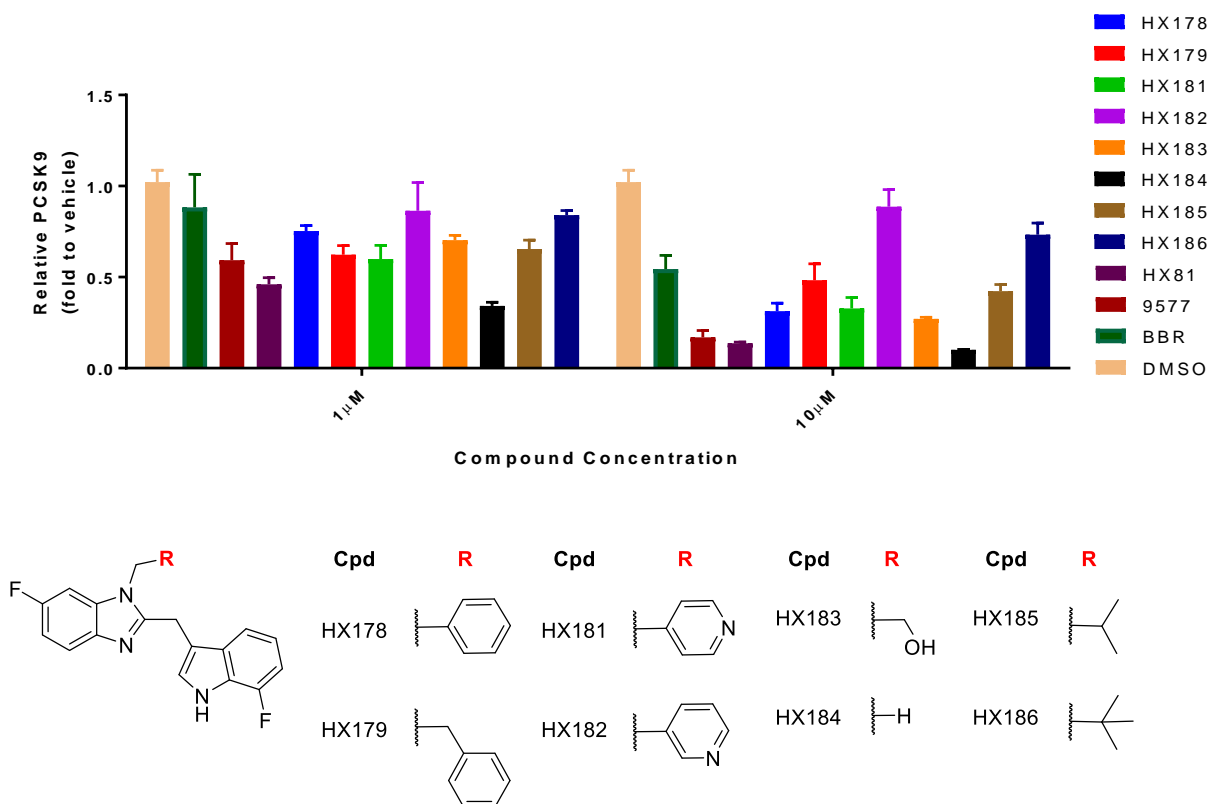 HX178
HX179
HX181
HX182
HX183
HX184
HX185
HX186
HX81
9577
BBR
DMSO
Relative PCSK9
(fold to vehicle)
1.5
1.0
0.5
0.0
1µM
10µM
Compound Concentration
Cpd R Cpd R Cpd R Cpd R
HX178 HX181 N HX183 OH HX185
HX179 HX182 N HX184 H HX186
R
F
N
N
N
H
F